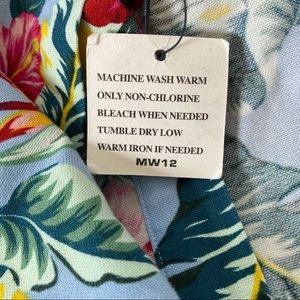 MACHINE WASH WARM
ONLY NON-CHLORINE
BLEACH WHEN NEEDED
TUMBLE DRY LOW
WARM IRON IF NEEDED
MW12